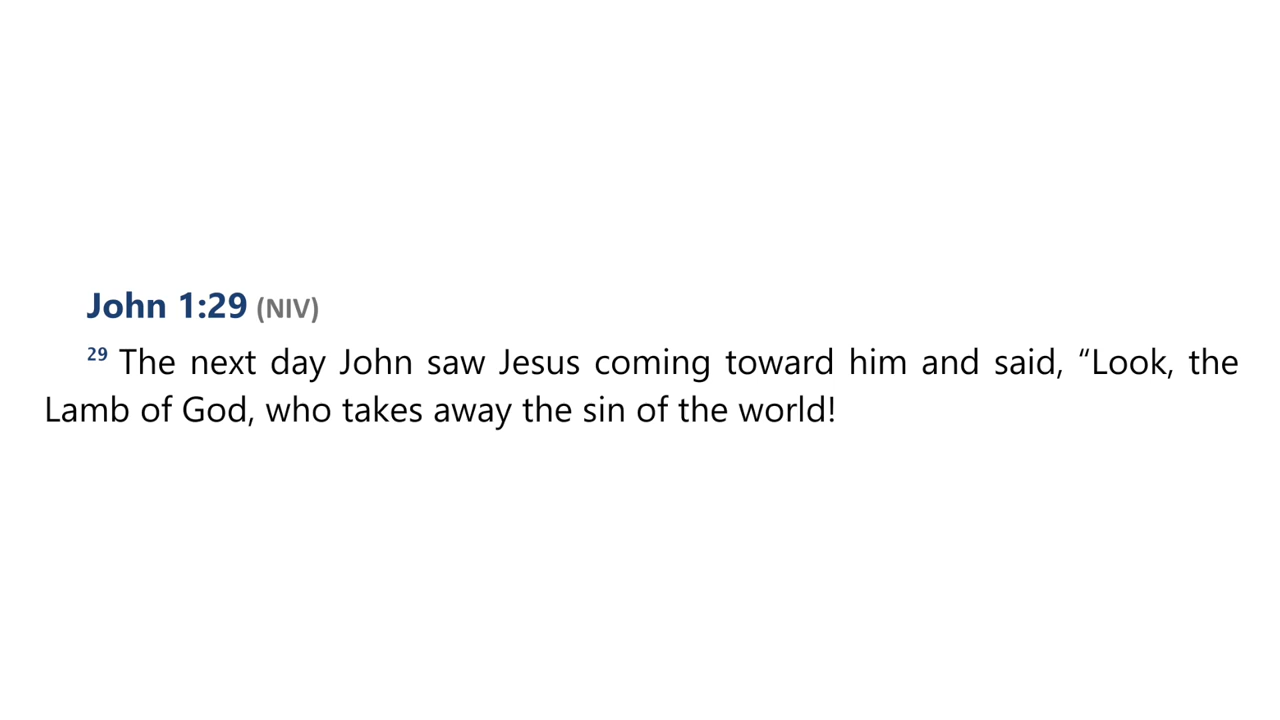 John 1:29 (NIV)
29 The next day John saw Jesus coming toward him and said, “Look, the
Lamb of God, who takes away the sin of the world!